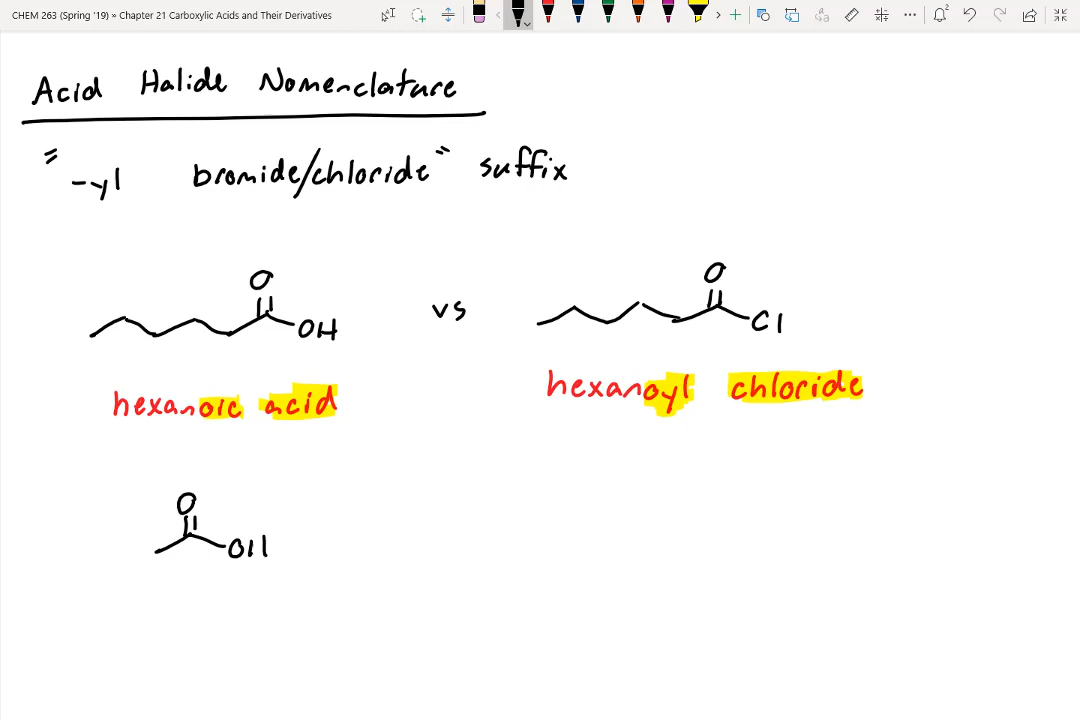 CHEM 263 (Spring '19) » Chapter 21 Carboxylic Acids and Their Derivatives
Acid Halide Nomenclature
"-yl bromide/chloride" suffix
O
OH
vs
O
Cl
hexanoic acid
hexanoyl chloride
O
OH